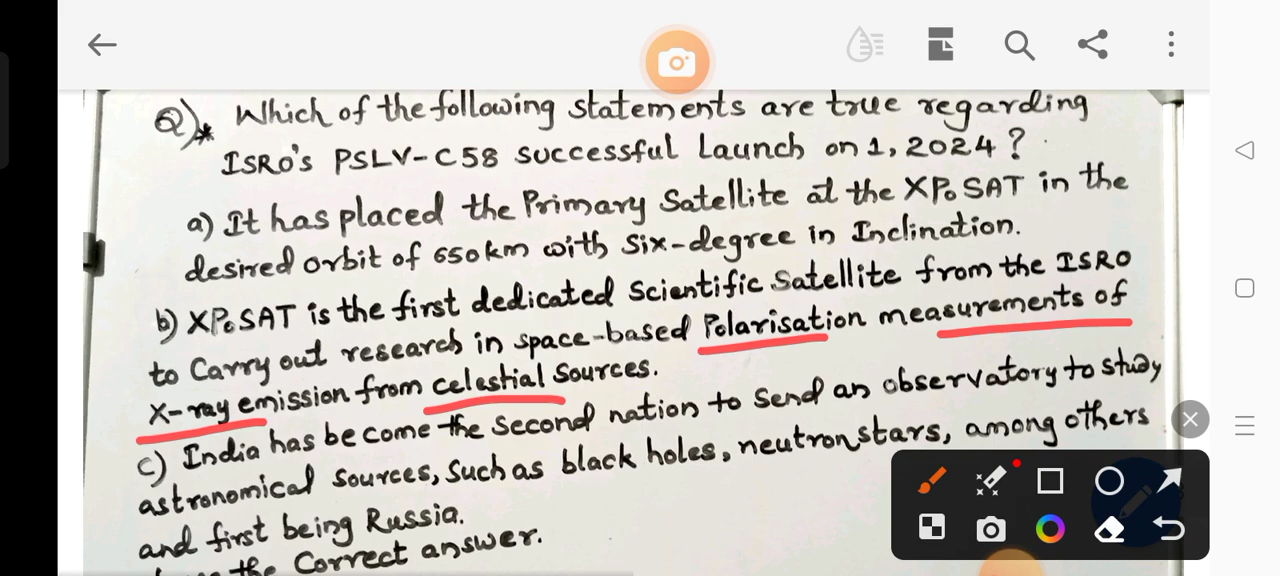 Q)* Which of the following statements are true regarding
ISRO's PSLV-C58 successful Launch on 1, 2024?
a) It has placed the Primary Satellite at the XPoSAT in the
desired orbit of 650km with Six-degree in Inclination.
b) XPoSAT is the first dedicated Scientific Satellite from the ISRO
to Carry out research in space-based Polarisation measurements of
X-ray emission from celestial Sources.
c) India has become the Second nation to Send an observatory to study
astronomical sources, Such as black holes, neutron stars, among others
and first being Russia.
the Correct answer.